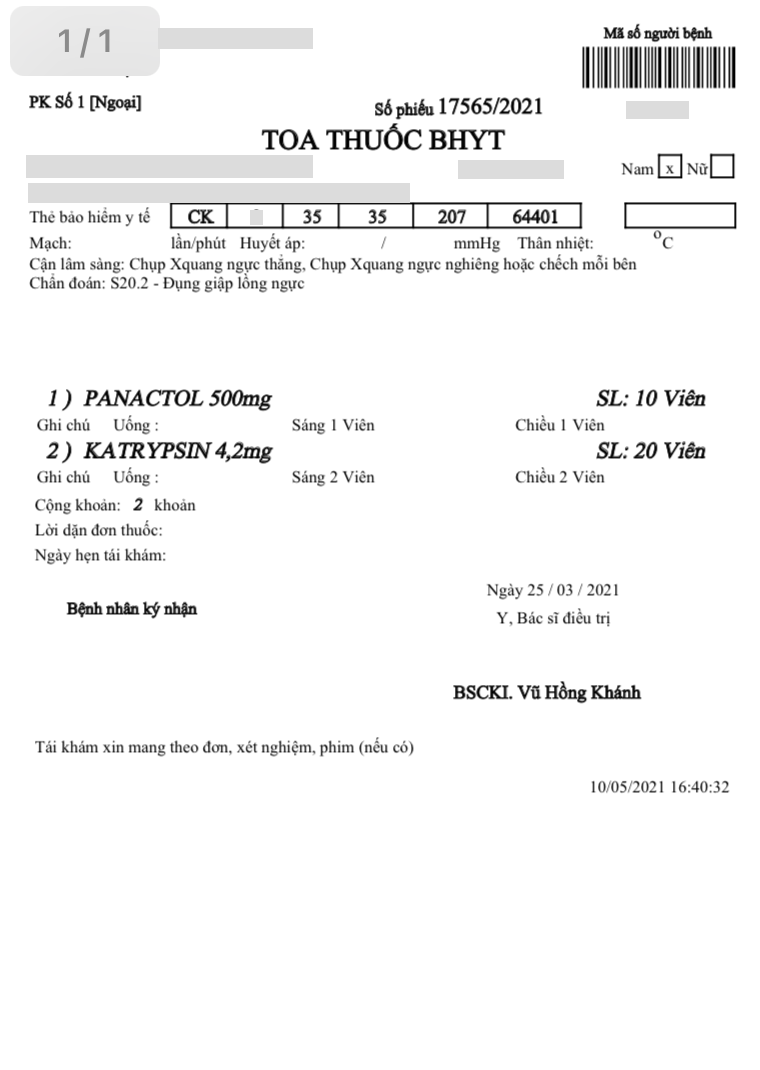 1/1
Mã số người bệnh
PK Số 1 [Ngoại]
Số phiếu 17565/2021
TOA THUỐC BHYT
Nam x Nữ
Thẻ bảo hiểm y tế CK 35 35 207 64401
Mạch: lần/phút Huyết áp: / mmHg Thân nhiệt: °C
Cận lâm sàng: Chụp Xquang ngực thẳng, Chụp Xquang ngực nghiêng hoặc chếch mỗi bên
Chẩn đoán: S20.2 - Đụng giập lồng ngực
1 ) PANACTOL 500mg SL: 10 Viên
Ghi chú Uống : Sáng 1 Viên Chiều 1 Viên
2 ) KATRYPSIN 4,2mg SL: 20 Viên
Ghi chú Uống : Sáng 2 Viên Chiều 2 Viên
Cộng khoản: 2 khoản
Lời dặn đơn thuốc:
Ngày hẹn tái khám:
Ngày 25 / 03 / 2021
Bệnh nhân ký nhận
Y, Bác sĩ điều trị
BSCKI. Vũ Hồng Khánh
Tái khám xin mang theo đơn, xét nghiệm, phim (nếu có)
10/05/2021 16:40:32